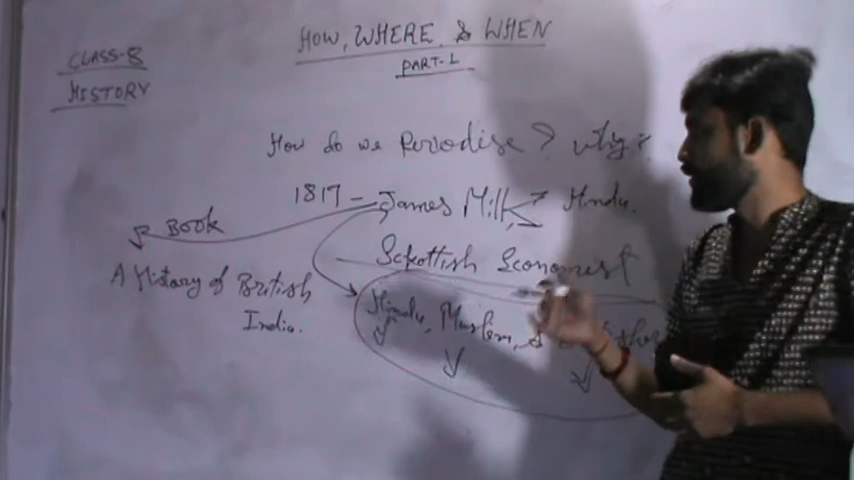 HOW, WHERE & WHEN
PART-1
CLASS-8
HISTORY
How do we Periodise? why?
1817 - James Mill Hindu.
Book
Sckottish Economist
A History of British
India.
Hindu, Muslim, &